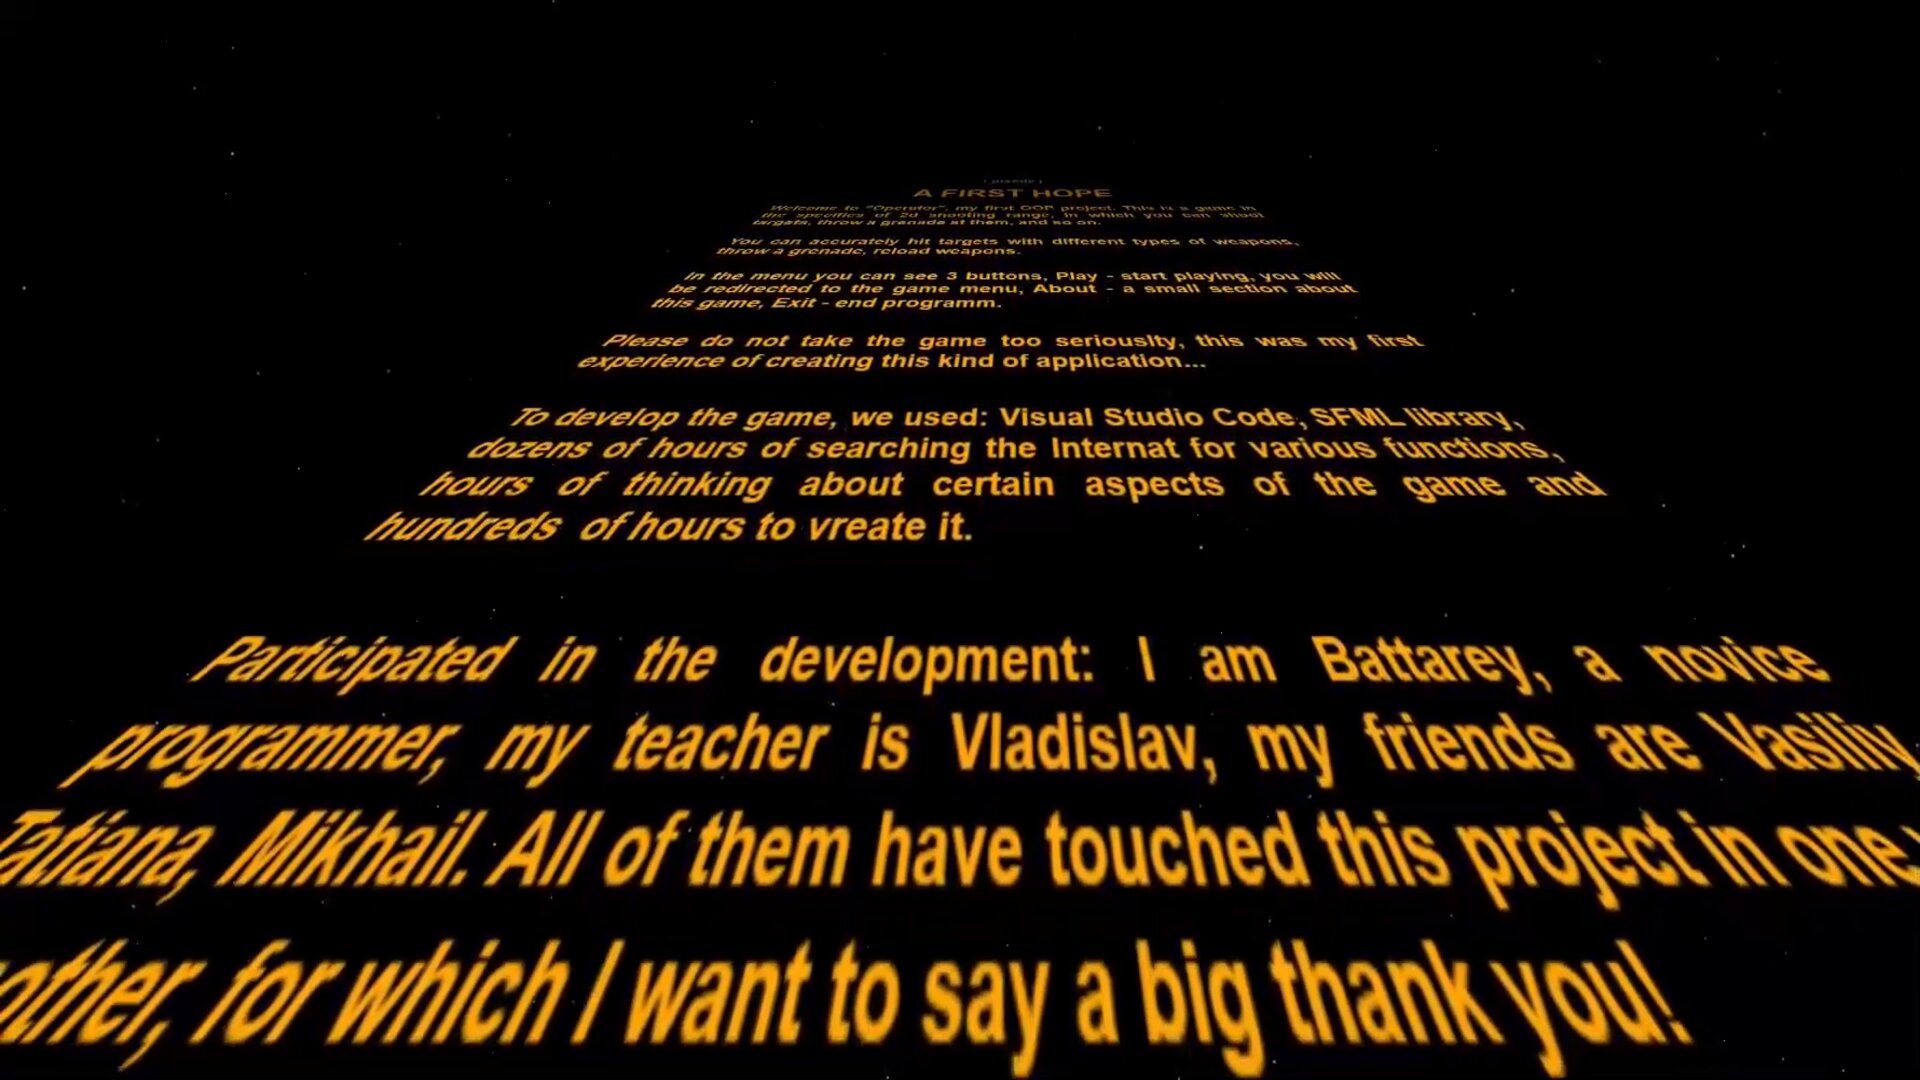 A FIRST HOPE
Welcome to "Operator", my first OOP project. This is a game in
the specifics of 2d shooting range, in which you can shoot
targets, throw a grenade at them, and so on.
You can accurately hit targets with different types of weapons,
throw a grenade, reload weapons.
In the menu you can see 3 buttons, Play - start playing, you will
be redirected to the game menu, About - a small section about
this game, Exit - end programm.
Please do not take the game too seriouslty, this was my first
experience of creating this kind of application...
To develop the game, we used: Visual Studio Code, SFML library,
dozens of hours of searching the Internat for various functions,
hours of thinking about certain aspects of the game and
hundreds of hours to vreate it.
Participated in the development: I am Battarey, a novice
programmer, my teacher is Vladislav, my friends are Vasiliy,
Tatiana, Mikhail. All of them have touched this project in one
other, for which I want to say a big thank you!